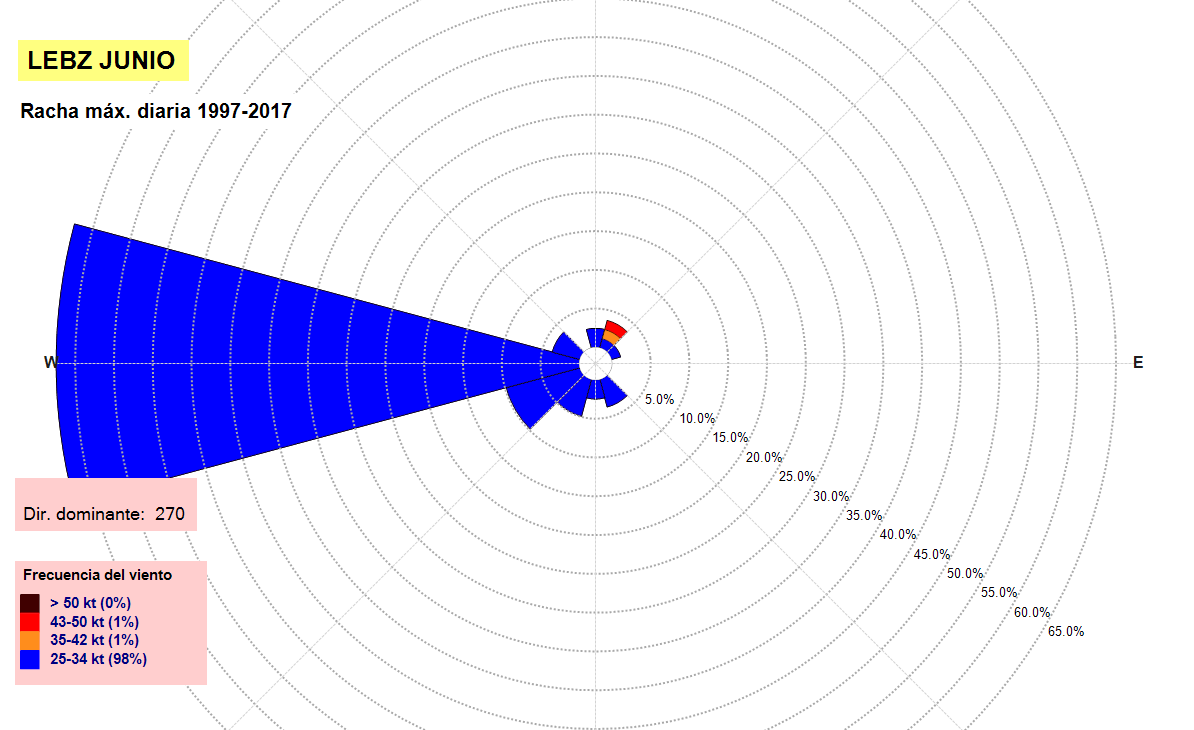 LEBZ JUNIO
Racha máx. diaria 1997-2017
W
E
5.0%
10.0%
15.0%
20.0%
25.0%
30.0%
35.0%
40.0%
45.0%
50.0%
55.0%
60.0%
65.0%
Dir. dominante: 270
Frecuencia del viento
> 50 kt (0%)
43-50 kt (1%)
35-42 kt (1%)
25-34 kt (98%)